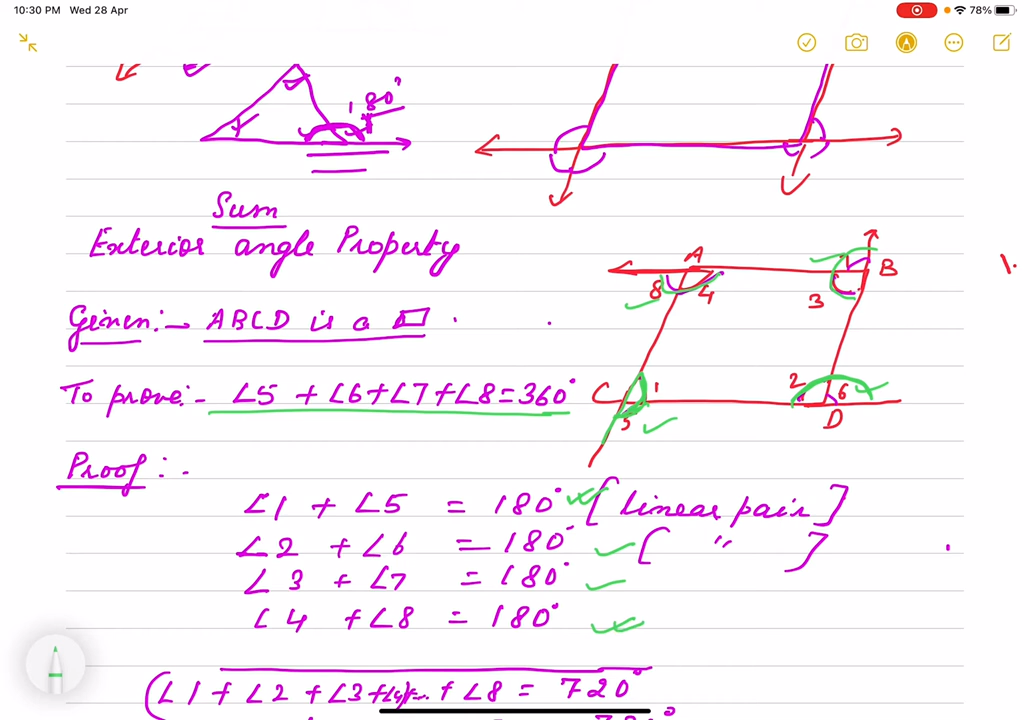 10:30 PM Wed 28 Apr
78%
180°
Sum
Exterior angle Property
A
B
8
4
3
Given:- ABCD is a ▱ .
To prove:- ∠5 + ∠6 + ∠7 + ∠8 = 360°
C
1
2
6
5
D
Proof :-
∠1 + ∠5 = 180° [linear pair]
∠2 + ∠6 = 180° [ " ]
∠3 + ∠7 = 180°
∠4 + ∠8 = 180°
(∠1 + ∠2 + ∠3 + ∠4)+-- + ∠8 = 720°